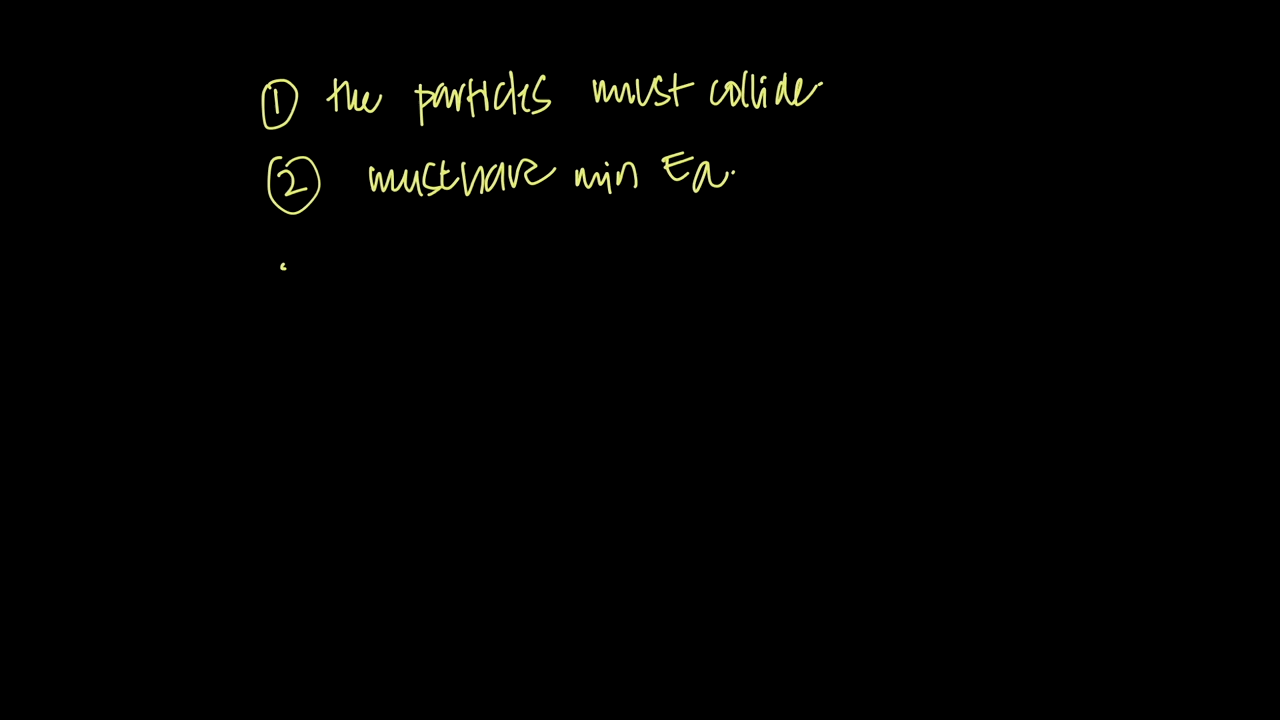 ① the particles must collide.
② must have min Ea.